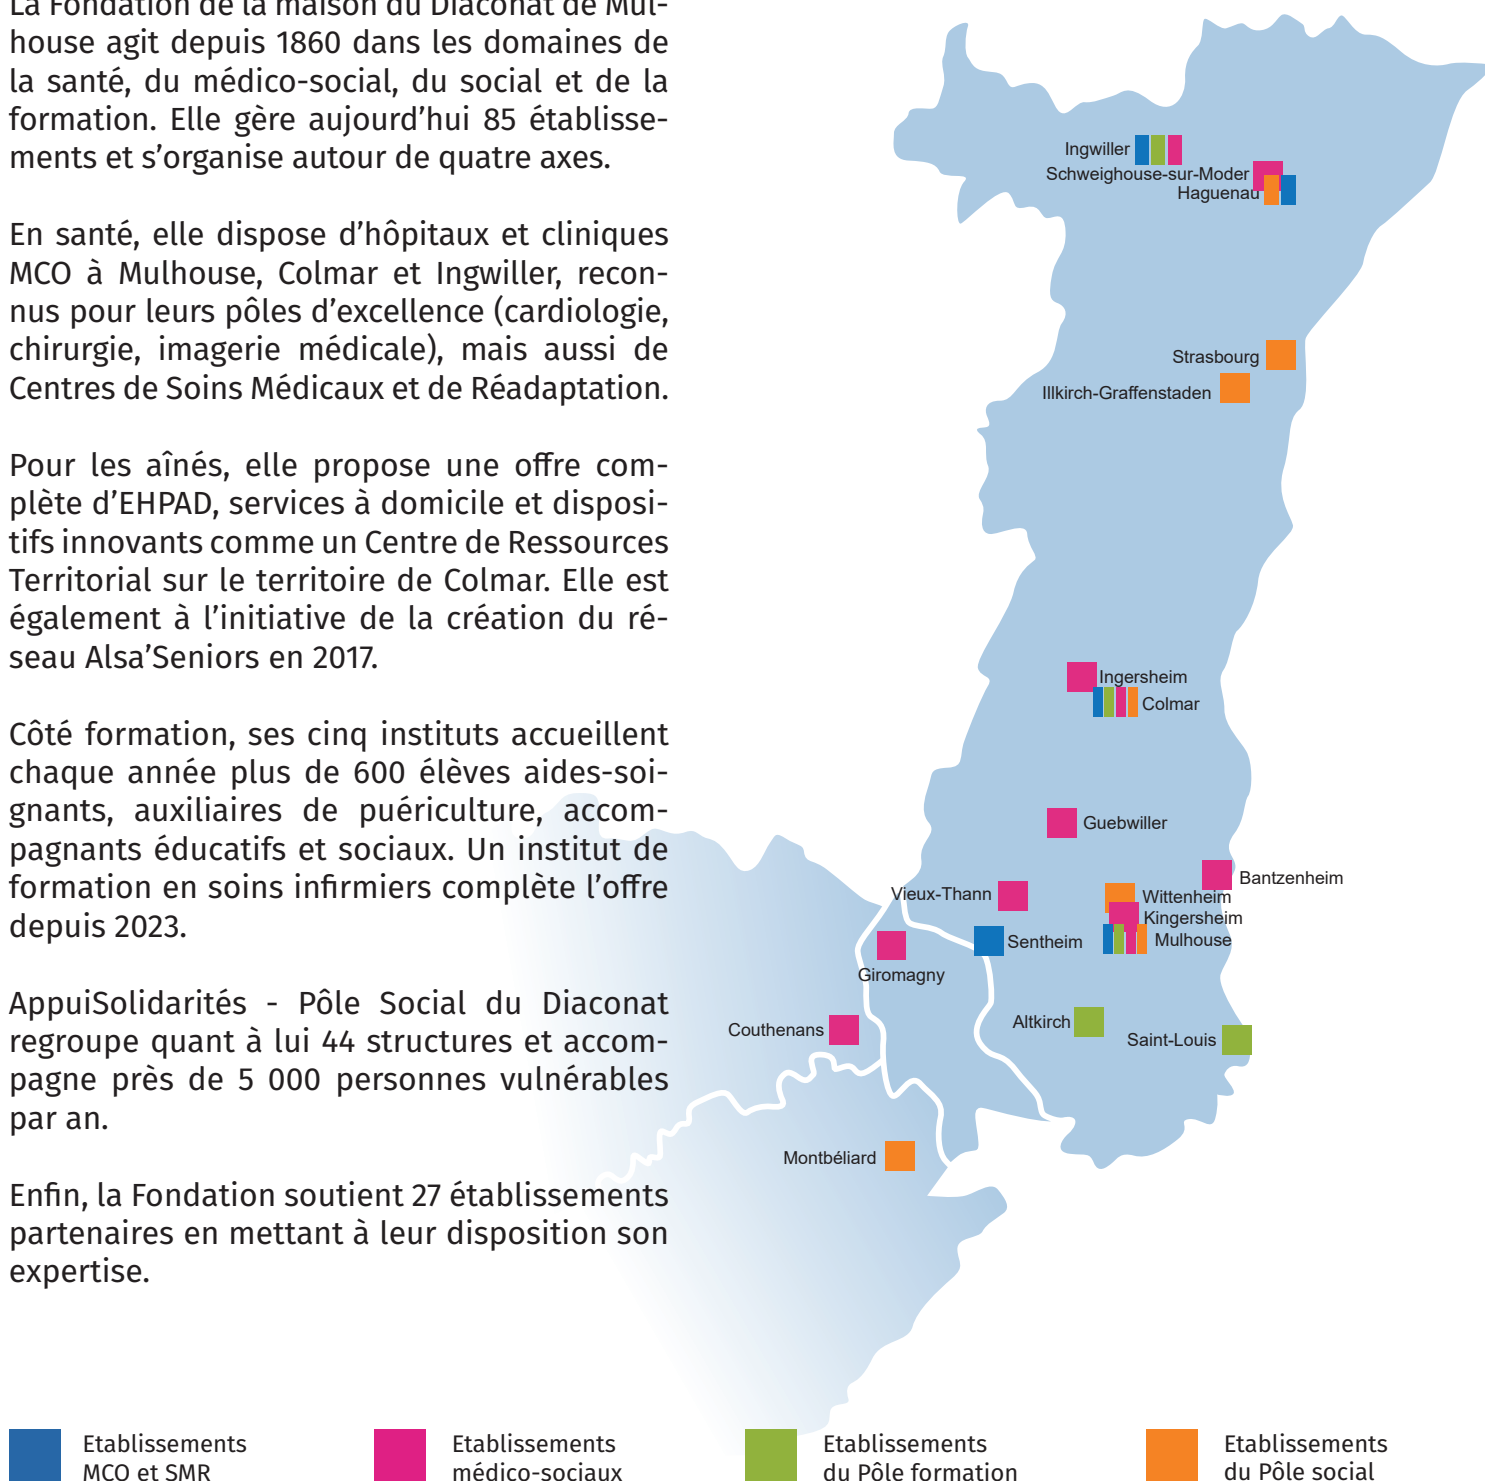 La Fondation de la maison du Diaconat de Mul-
house agit depuis 1860 dans les domaines de
la santé, du médico-social, du social et de la
formation. Elle gère aujourd’hui 85 établisse-
ments et s’organise autour de quatre axes.
En santé, elle dispose d’hôpitaux et cliniques
MCO à Mulhouse, Colmar et Ingwiller, recon-
nus pour leurs pôles d’excellence (cardiologie,
chirurgie, imagerie médicale), mais aussi de
Centres de Soins Médicaux et de Réadaptation.
Pour les aînés, elle propose une offre com-
plète d’EHPAD, services à domicile et disposi-
tifs innovants comme un Centre de Ressources
Territorial sur le territoire de Colmar. Elle est
également à l’initiative de la création du ré-
seau Alsa’Seniors en 2017.
Côté formation, ses cinq instituts accueillent
chaque année plus de 600 élèves aides-soi-
gnants, auxiliaires de puériculture, accom-
pagnants éducatifs et sociaux. Un institut de
formation en soins infirmiers complète l’offre
depuis 2023.
AppuiSolidarités - Pôle Social du Diaconat
regroupe quant à lui 44 structures et accom-
pagne près de 5 000 personnes vulnérables
par an.
Enfin, la Fondation soutient 27 établissements
partenaires en mettant à leur disposition son
expertise.
Ingwiller
Schweighouse-sur-Moder
Haguenau
Strasbourg
Illkirch-Graffenstaden
Ingersheim
Colmar
Guebwiller
Bantzenheim
Vieux-Thann
Wittenheim
Kingersheim
Mulhouse
Sentheim
Giromagny
Couthenans
Altkirch
Saint-Louis
Montbéliard
Etablissements
MCO et SMR
Etablissements
médico-sociaux
Etablissements
du Pôle formation
Etablissements
du Pôle social